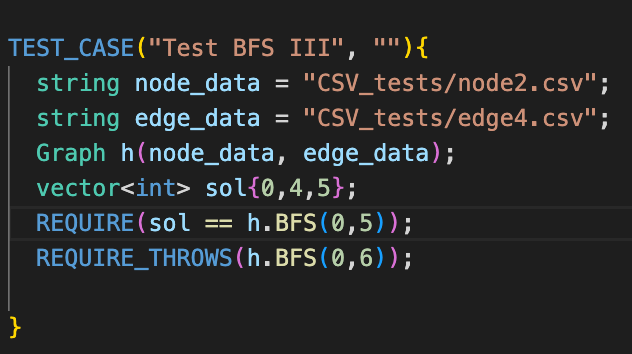 TEST_CASE("Test BFS III", ""){
string node_data = "CSV_tests/node2.csv";
string edge_data = "CSV_tests/edge4.csv";
Graph h(node_data, edge_data);
vector<int> sol{0,4,5};
REQUIRE(sol == h.BFS(0,5));
REQUIRE_THROWS(h.BFS(0,6));
}